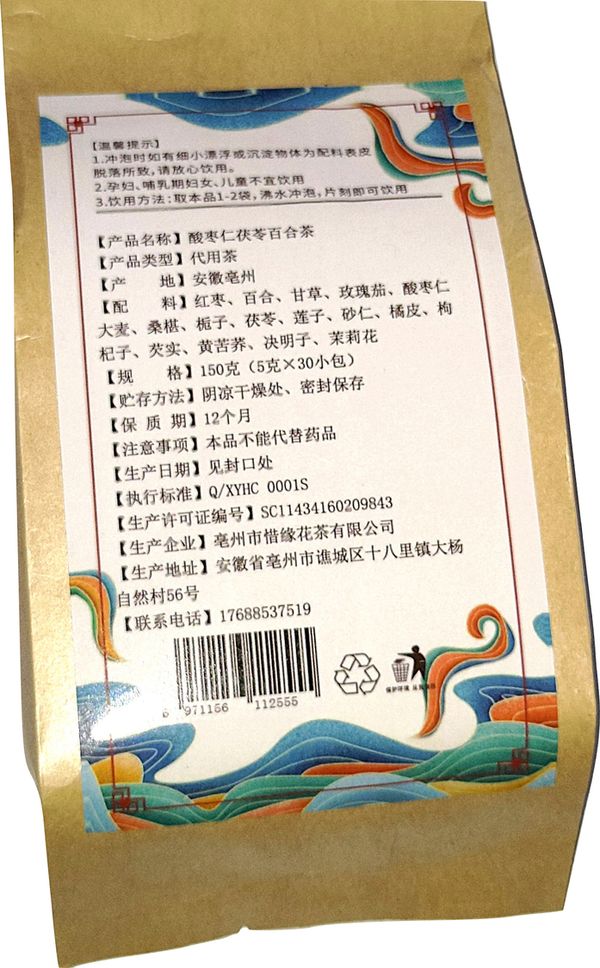 【温馨提示】
1.冲泡时如有细小漂浮或沉淀物体为配料表皮
脱落所致,请放心饮用。
2.孕妇、哺乳期妇女、儿童不宜饮用
3.饮用方法:取本品1-2袋,沸水冲泡,片刻即可饮用
【产品名称】酸枣仁茯苓百合茶
【产品类型】代用茶
【产 地】安徽亳州
【配 料】红枣、百合、甘草、玫瑰茄、酸枣仁
大麦、桑椹、栀子、茯苓、莲子、砂仁、橘皮、枸
杞子、芡实、黄苦荞、决明子、茉莉花
【规 格】150克（5克×30小包）
【贮存方法】阴凉干燥处、密封保存
【保 质 期】12个月
【注意事项】本品不能代替药品
【生产日期】见封口处
【执行标准】Q/XYHC 0001S
【生产许可证编号】SC11434160209843
【生产企业】亳州市惜缘花茶有限公司
【生产地址】安徽省亳州市谯城区十八里镇大杨
自然村56号
【联系电话】17688537519
6 971156 112555
保护环境